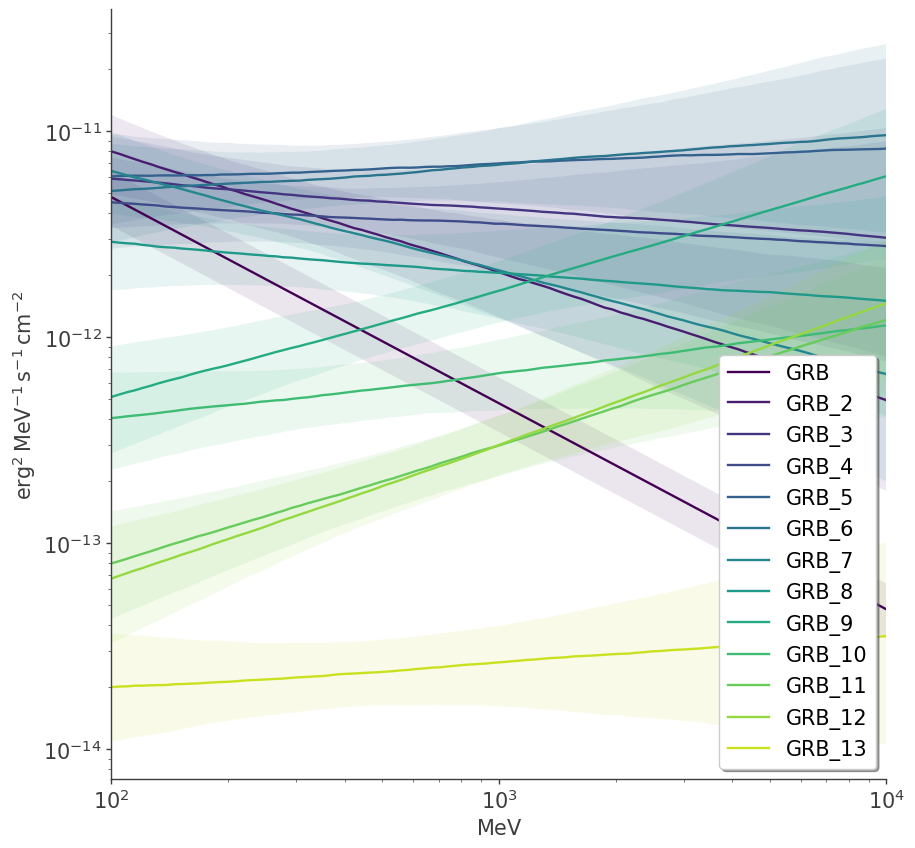 10⁻¹¹
10⁻¹²
10⁻¹³
10⁻¹⁴
erg² MeV⁻¹ s⁻¹ cm⁻²
GRB
GRB_2
GRB_3
GRB_4
GRB_5
GRB_6
GRB_7
GRB_8
GRB_9
GRB_10
GRB_11
GRB_12
GRB_13
10² 10³ 10⁴
MeV